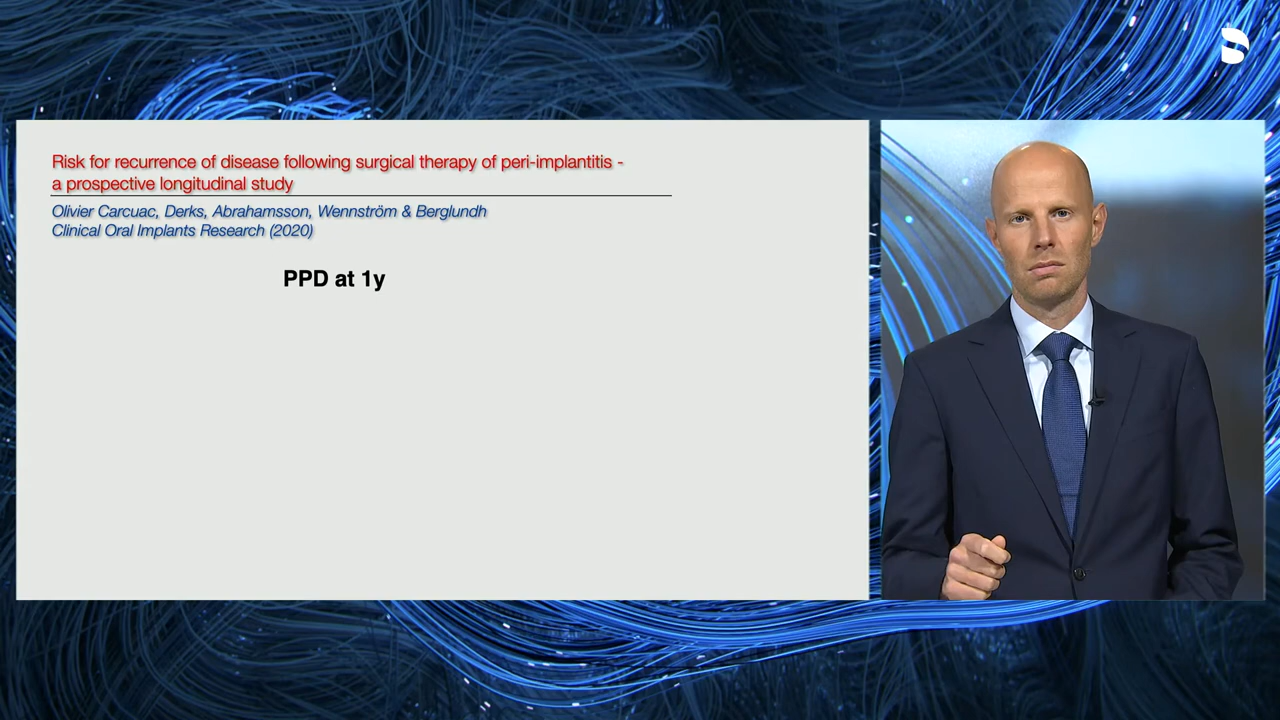 Risk for recurrence of disease following surgical therapy of peri-implantitis -
a prospective longitudinal study
Olivier Carcuac, Derks, Abrahamsson, Wennström & Berglundh
Clinical Oral Implants Research (2020)
PPD at 1y